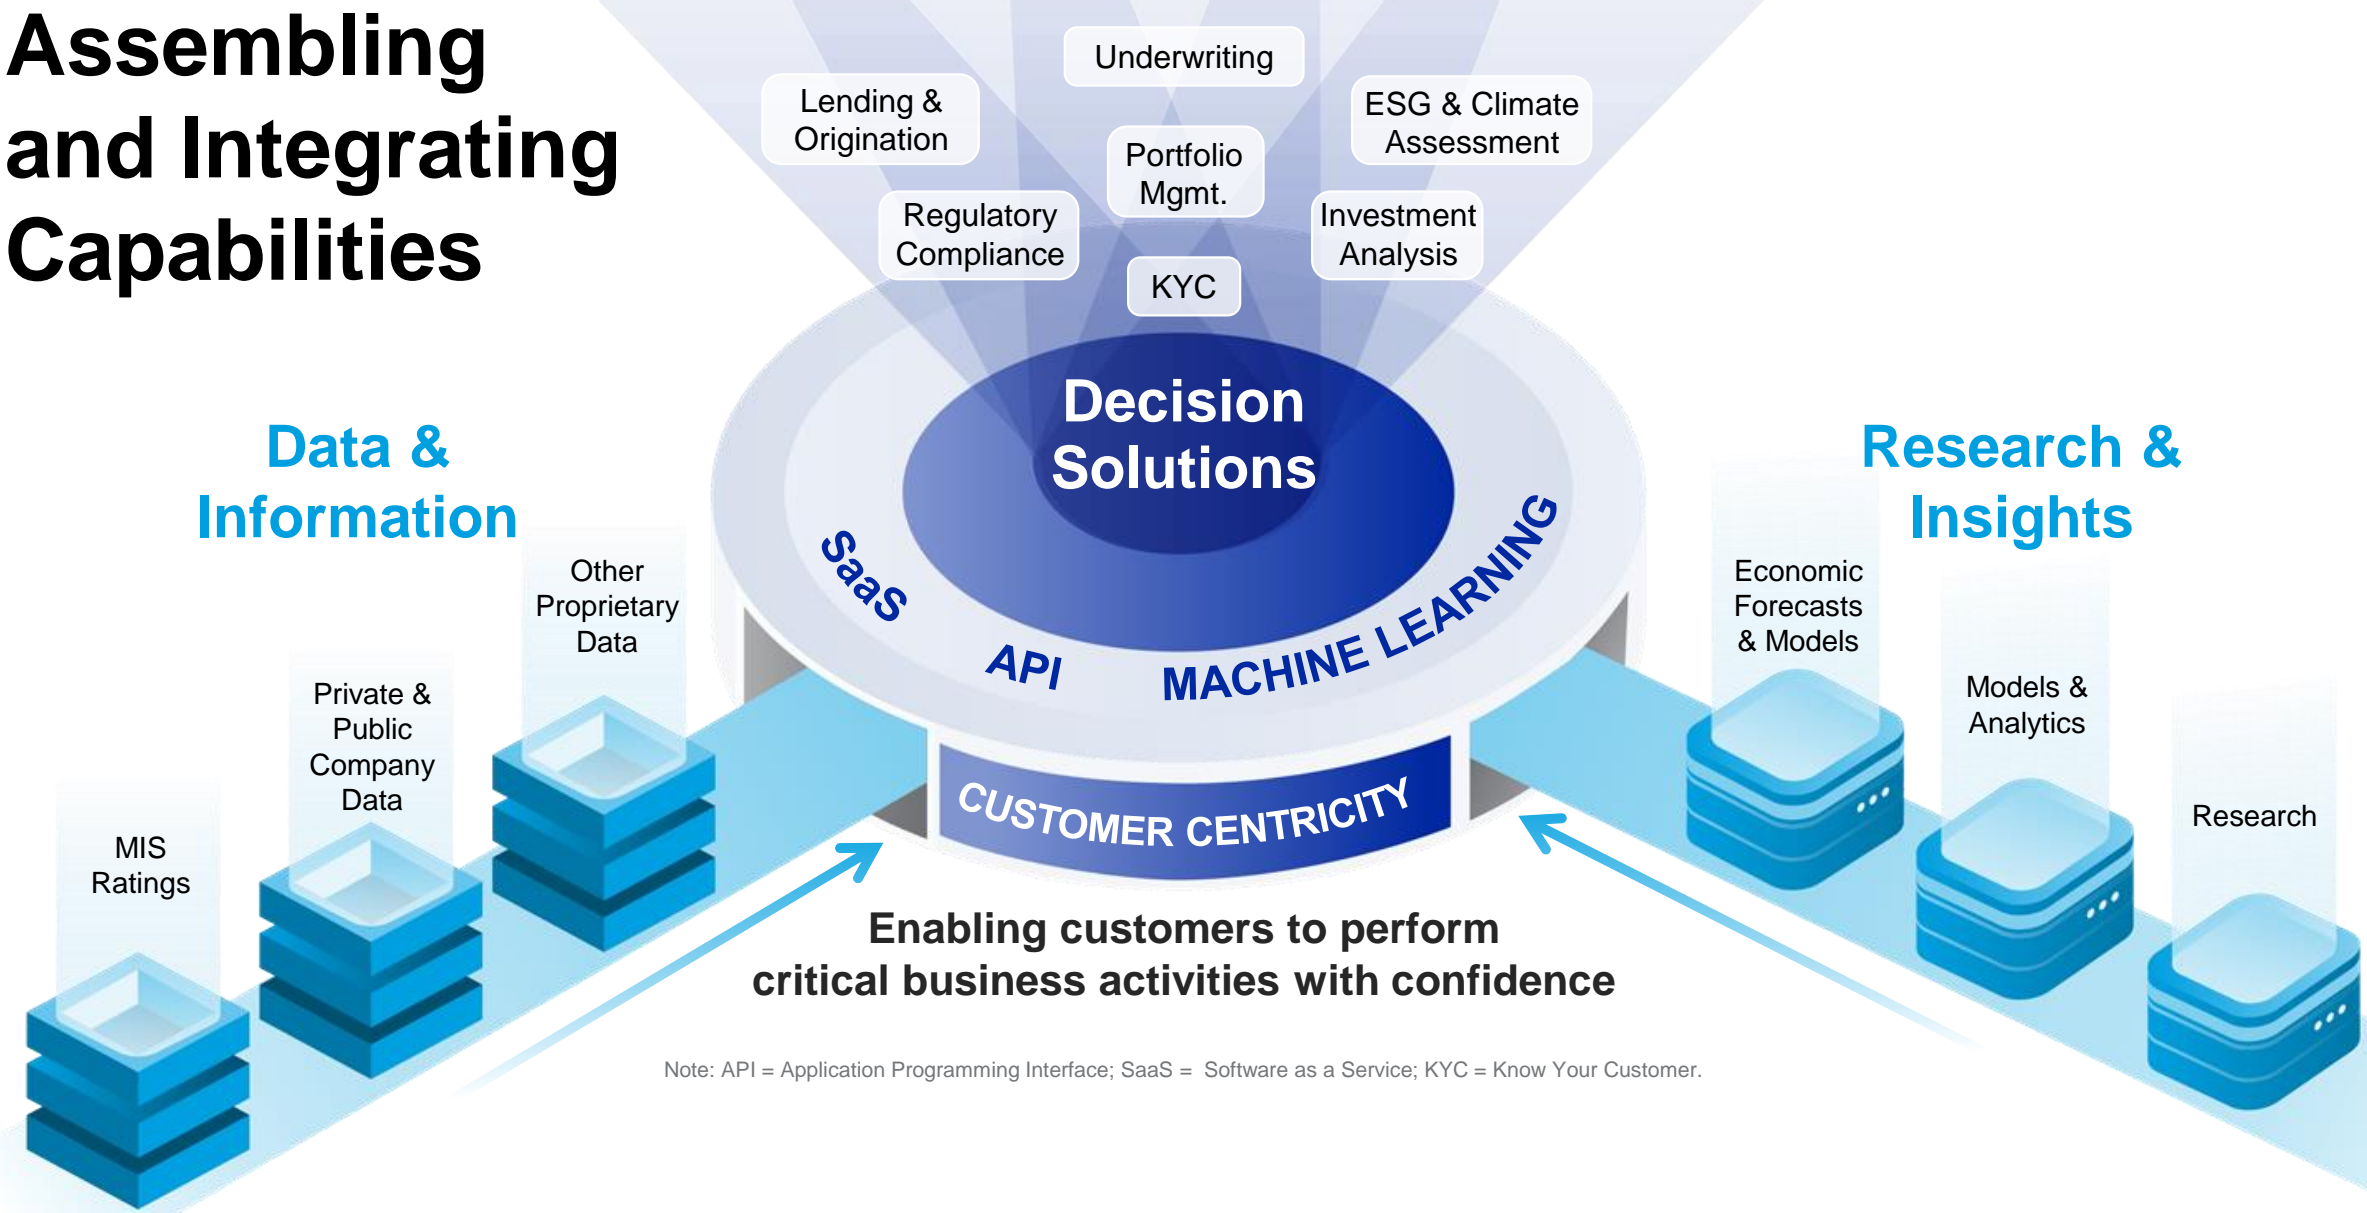 Assembling
and Integrating
Capabilities
Underwriting
Lending &
Origination
ESG & Climate
Assessment
Portfolio
Mgmt.
Regulatory
Compliance
Investment
Analysis
KYC
Decision
Solutions
SaaS
API
MACHINE LEARNING
CUSTOMER CENTRICITY
Data &
Information
Other
Proprietary
Data
Private &
Public
Company
Data
MIS
Ratings
Research &
Insights
Economic
Forecasts
& Models
Models &
Analytics
Research
Enabling customers to perform
critical business activities with confidence
Note: API = Application Programming Interface; SaaS =  Software as a Service; KYC = Know Your Customer.